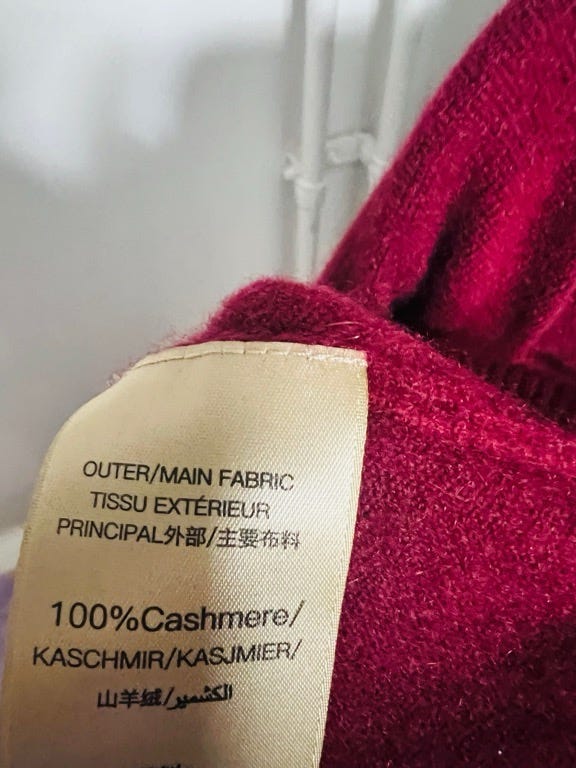 OUTER/MAIN FABRIC
TISSU EXTÉRIEUR
PRINCIPAL外部/主要布料
100%Cashmere/
KASCHMIR/KASJMIER/
山羊绒/الكشمير